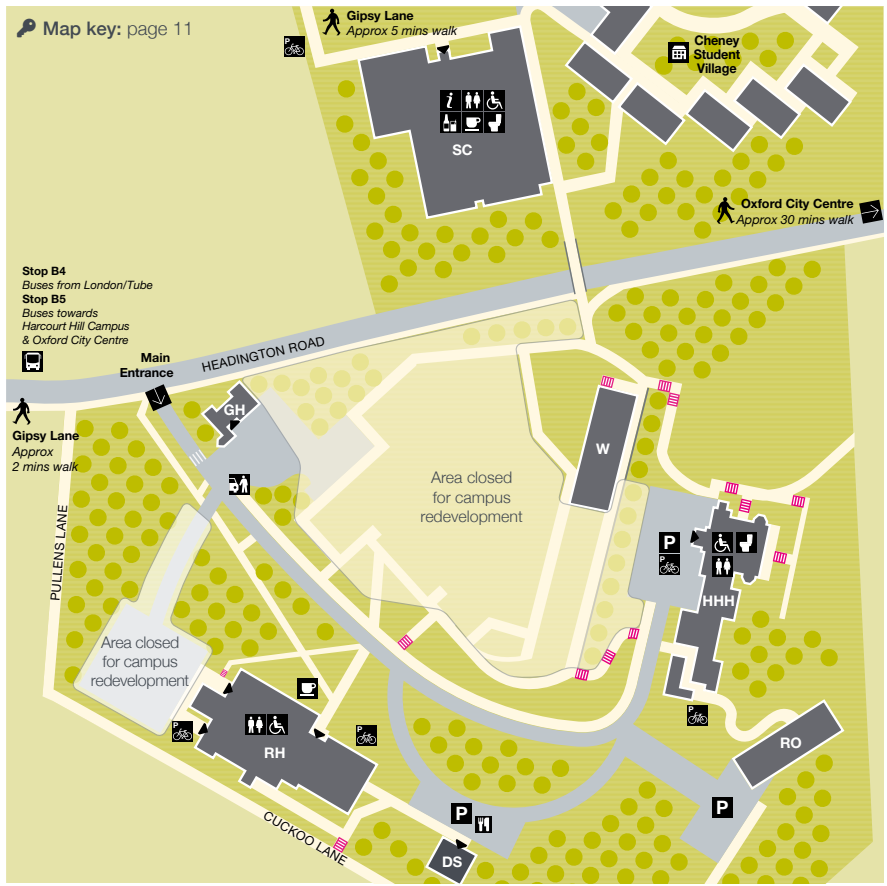 Map key: page 11
Gipsy Lane
Approx 5 mins walk
P
Cheney
Student
Village
i
SC
Oxford City Centre
Approx 30 mins walk
Stop B4
Buses from London/Tube
Stop B5
Buses towards
Harcourt Hill Campus
& Oxford City Centre
Main
Entrance
HEADINGTON ROAD
GH
Gipsy Lane
Approx
2 mins walk
W
Area closed
for campus
redevelopment
PULLENS LANE
P
P
HHH
Area closed
for campus
redevelopment
P
P
P
RH
RO
P
P
CUCKOO LANE
DS